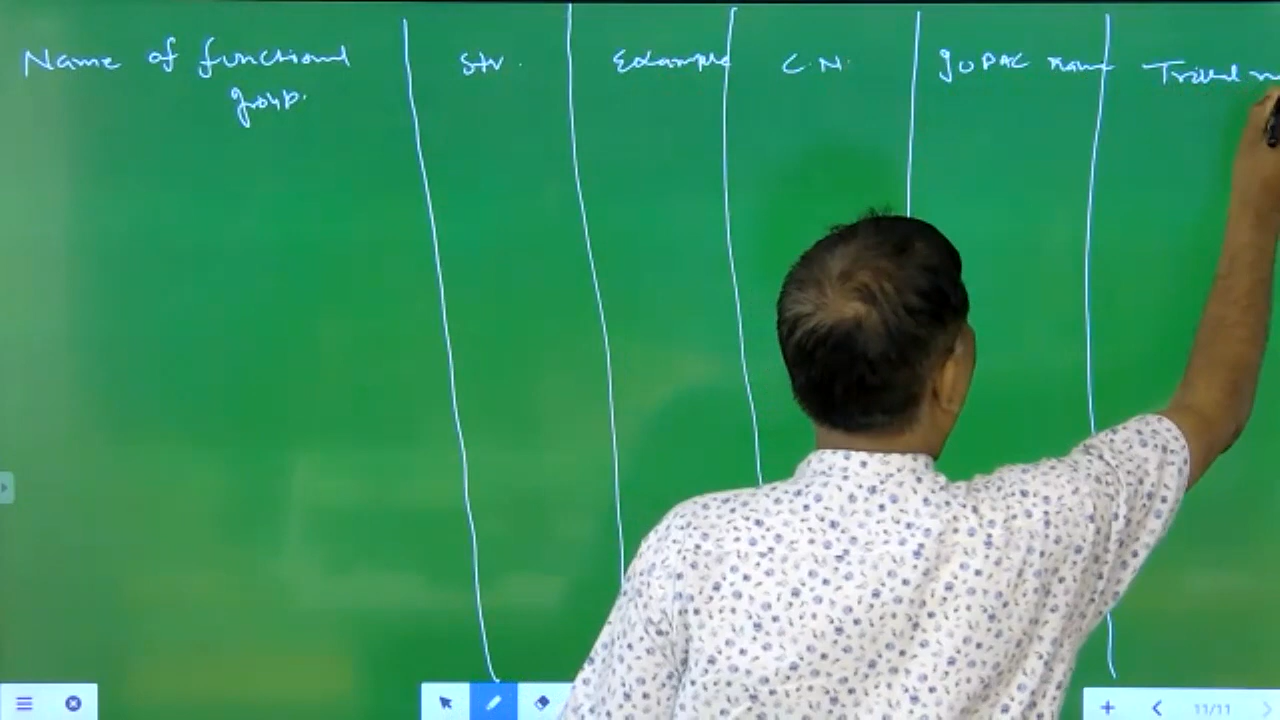 Name of functional
group.
Str.
Example
C.N.
IUPAC name
Trivial n
11/11